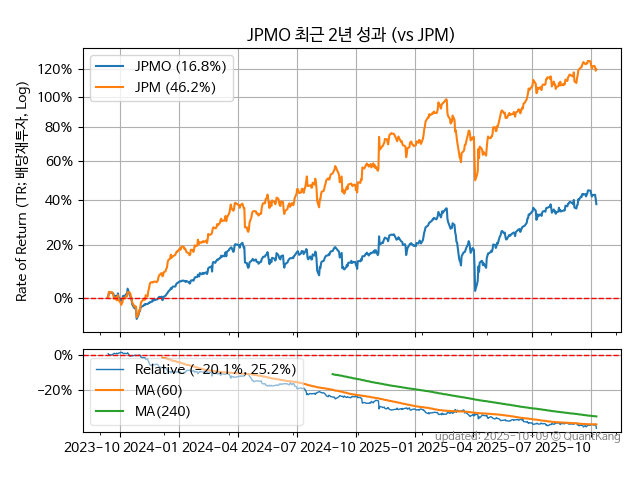 JPMO 최근 2년 성과 (vs JPM)
Rate of Return (TR: 배당재투자, Log)
JPMO (16.8%)
JPM (46.2%)
120%
100%
80%
60%
40%
20%
0%
0%
−20%
Relative (−20.1%, 25.2%)
MA(60)
MA(240)
updated: 2025-10-09 © QuantKang
2023-10 2024-01 2024-04 2024-07 2024-10 2025-01 2025-04 2025-07 2025-10